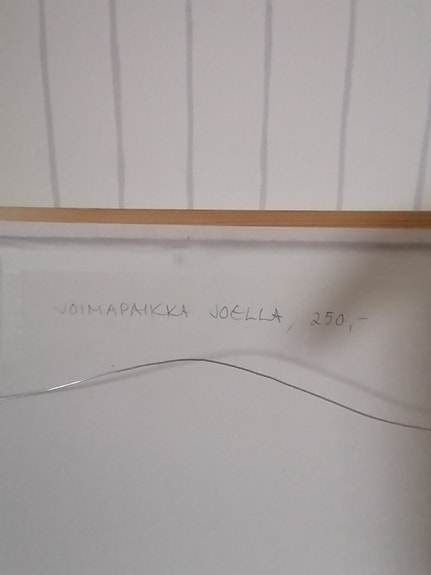 VOIMAPAIKKA JOELLA, 250,-